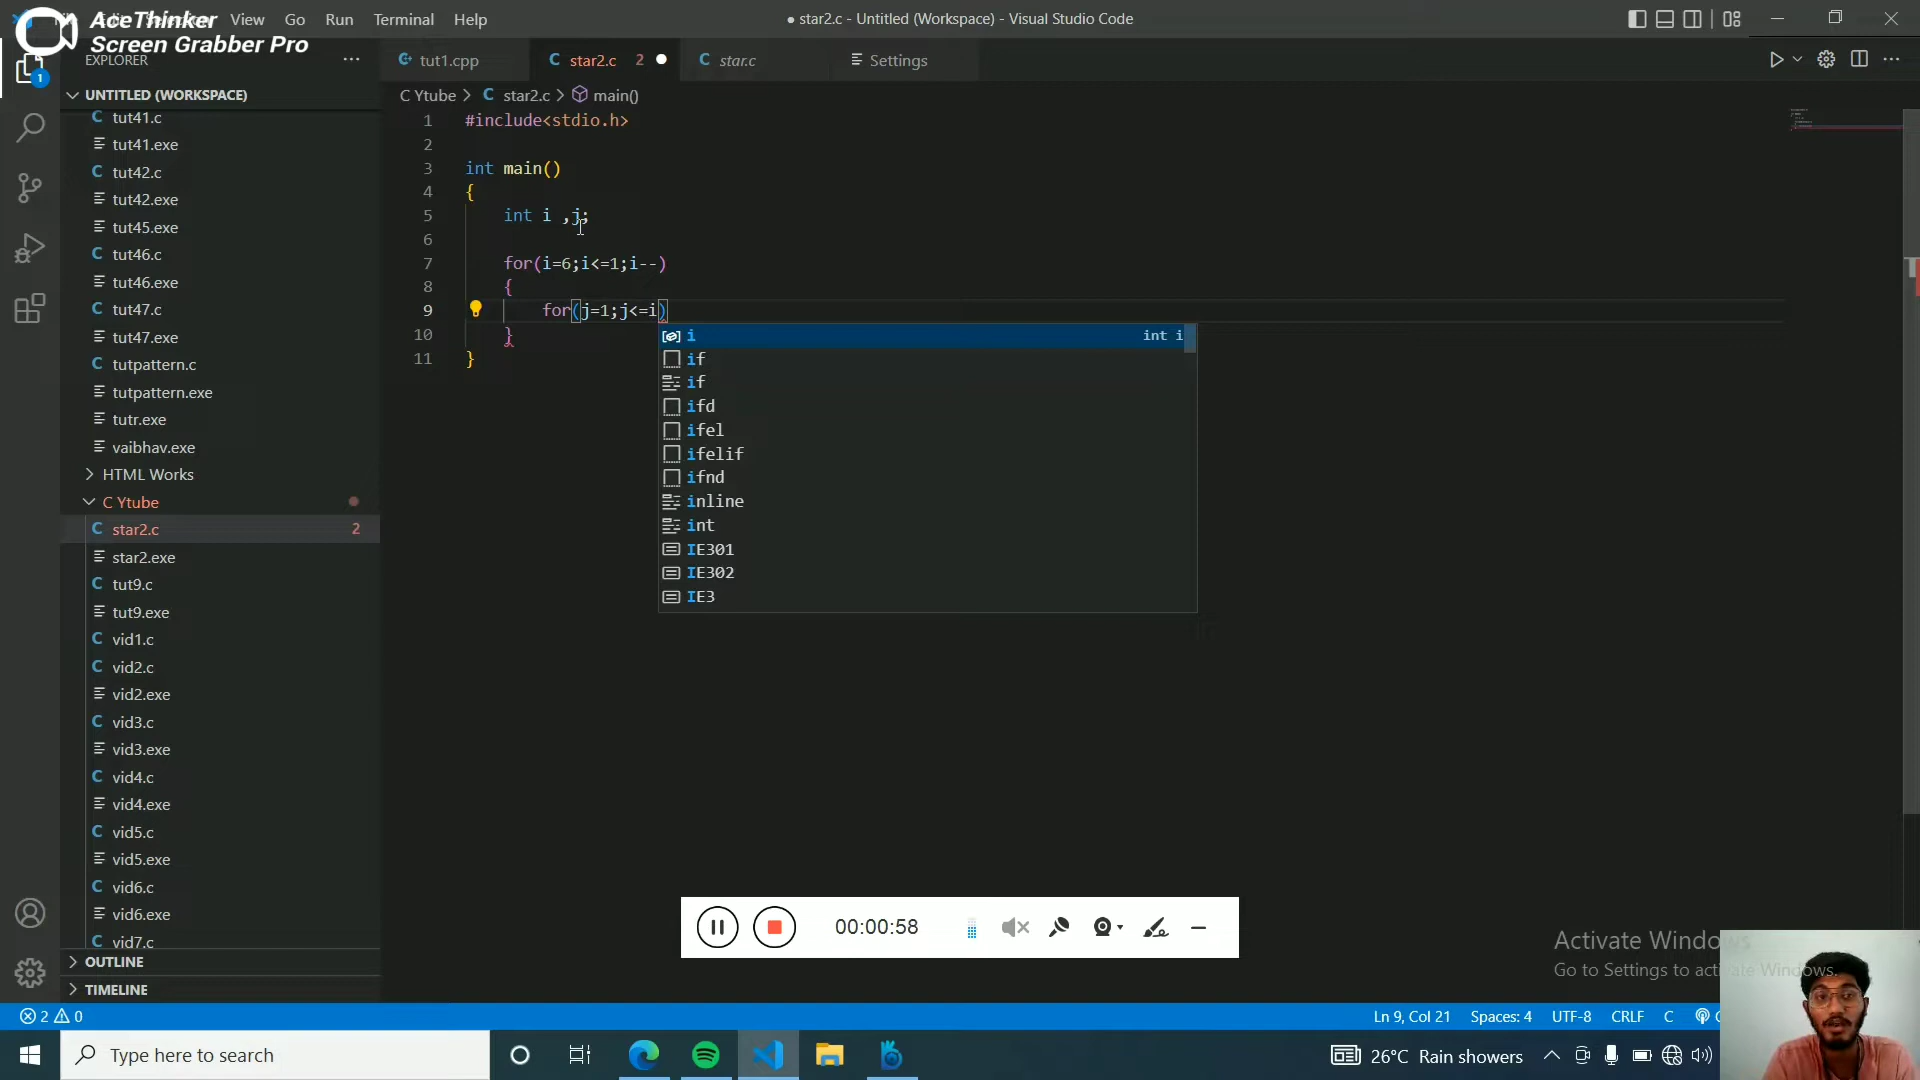 AceThinker
Screen Grabber Pro
View Go Run Terminal Help
● star2.c - Untitled (Workspace) - Visual Studio Code
EXPLORER
tut1.cpp
C star2.c 2
C star.c
Settings
1
UNTITLED (WORKSPACE)
C Ytube > C star2.c > main()
C tut41.c
tut41.exe
C tut42.c
tut42.exe
tut45.exe
C tut46.c
tut46.exe
C tut47.c
tut47.exe
C tutpattern.c
tutpattern.exe
tutr.exe
vaibhav.exe
HTML Works
C Ytube
C star2.c 2
star2.exe
C tut9.c
tut9.exe
C vid1.c
C vid2.c
vid2.exe
C vid3.c
vid3.exe
C vid4.c
vid4.exe
C vid5.c
vid5.exe
C vid6.c
vid6.exe
C vid7.c
OUTLINE
TIMELINE
1 #include<stdio.h>
2
3 int main()
4 {
5 int i ,j;
6
7 for(i=6;i<=1;i--)
8 {
9 for(j=1;j<=i)
10 }
11 }
i int i
if
if
ifd
ifel
ifelif
ifnd
inline
int
IE301
IE302
IE3
00:00:58
Activate Windows
Go to Settings to activate Windows.
2 0
Ln 9, Col 21 Spaces: 4 UTF-8 CRLF C
Type here to search
26°C Rain showers